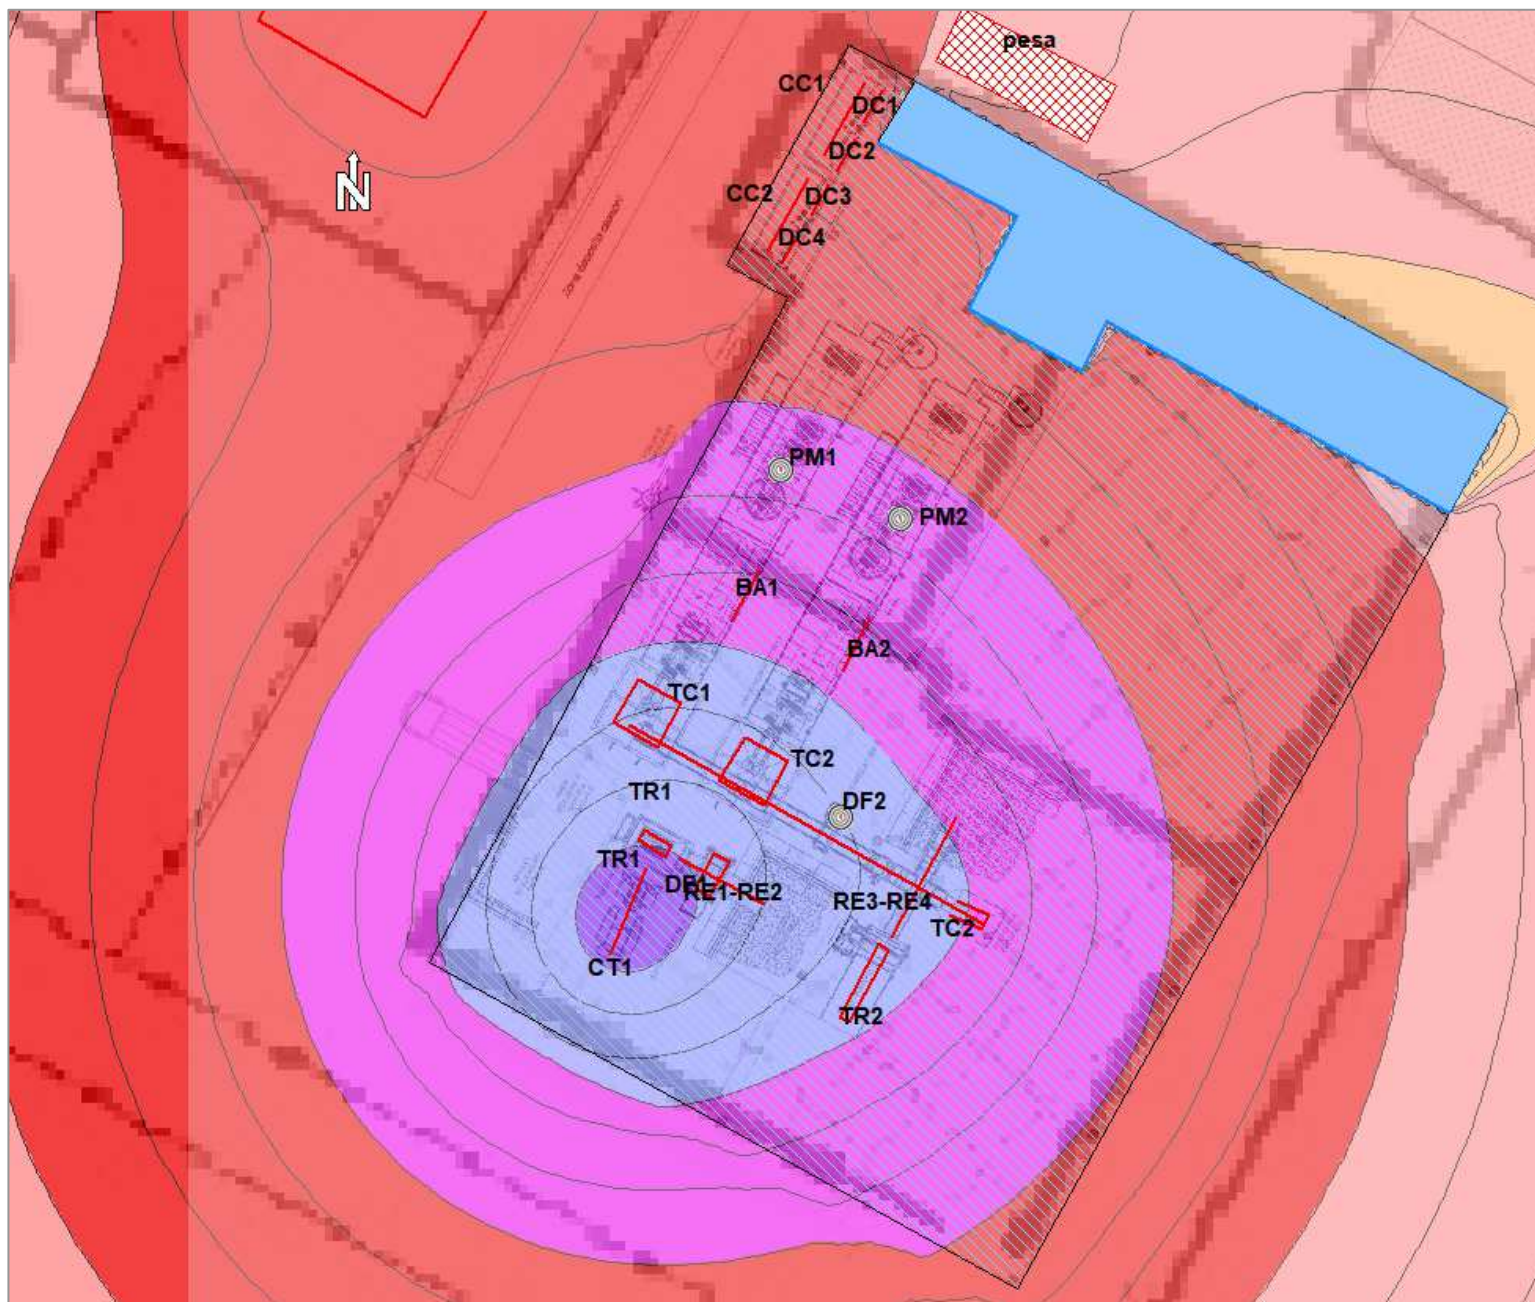 pesa
CC1
DC1
DC2
CC2
DC3
DC4
N
PM1
PM2
BA1
BA2
TC1
TC2
TR1
DF2
TR1
RE1-RE2
RE3-RE4
TC2
CT1
TR2